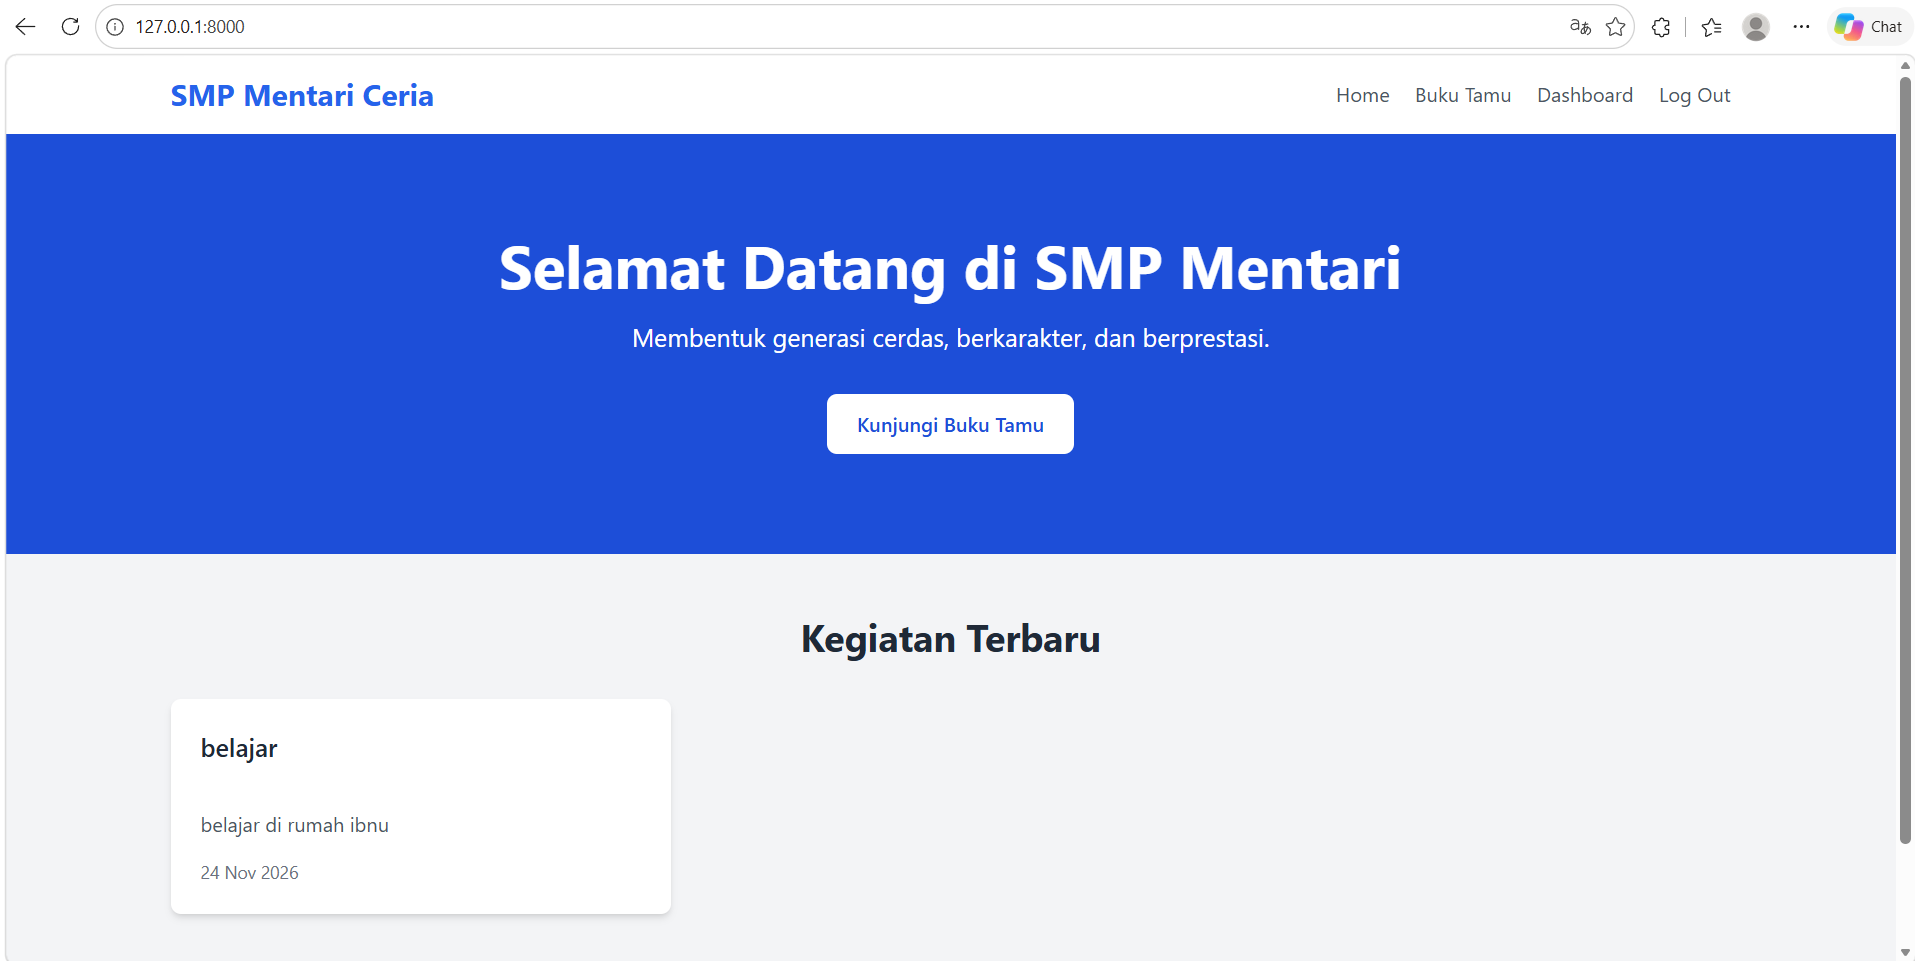 127.0.0.1:8000
Chat
SMP Mentari Ceria
Home Buku Tamu Dashboard Log Out
Selamat Datang di SMP Mentari
Membentuk generasi cerdas, berkarakter, dan berprestasi.
Kunjungi Buku Tamu
Kegiatan Terbaru
belajar
belajar di rumah ibnu
24 Nov 2026